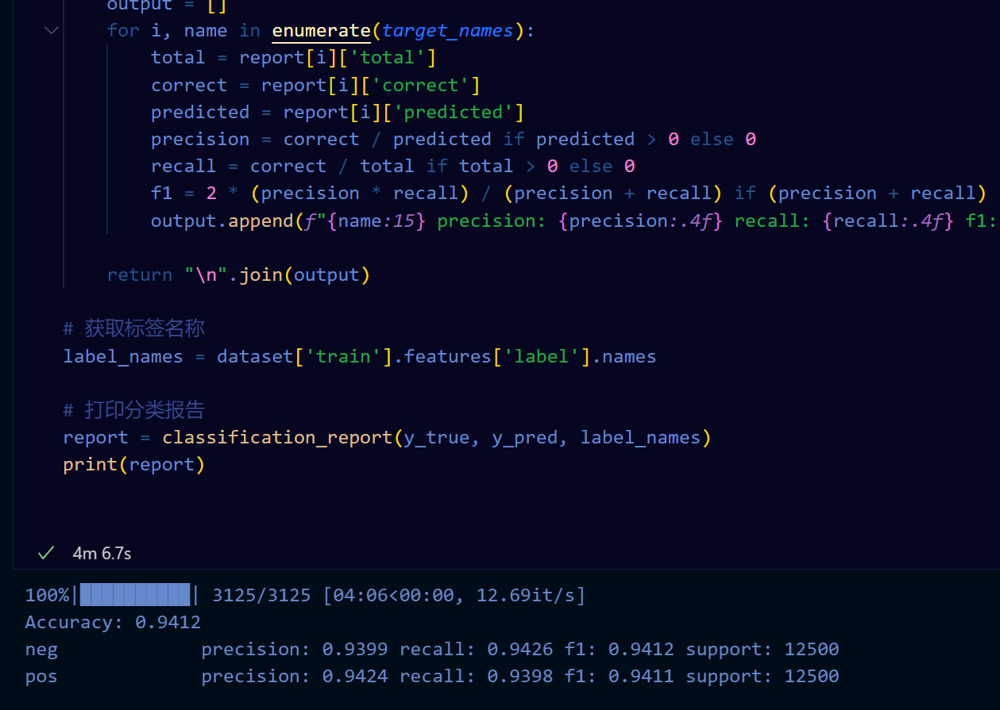 output = []
for i, name in enumerate(target_names):
total = report[i]['total']
correct = report[i]['correct']
predicted = report[i]['predicted']
precision = correct / predicted if predicted > 0 else 0
recall = correct / total if total > 0 else 0
f1 = 2 * (precision * recall) / (precision + recall) if (precision + recall)
output.append(f"{name:15} precision: {precision:.4f} recall: {recall:.4f} f1:
return "\n".join(output)
# 获取标签名称
label_names = dataset['train'].features['label'].names
# 打印分类报告
report = classification_report(y_true, y_pred, label_names)
print(report)
4m 6.7s
100%|██████████| 3125/3125 [04:06<00:00, 12.69it/s]
Accuracy: 0.9412
neg precision: 0.9399 recall: 0.9426 f1: 0.9412 support: 12500
pos precision: 0.9424 recall: 0.9398 f1: 0.9411 support: 12500